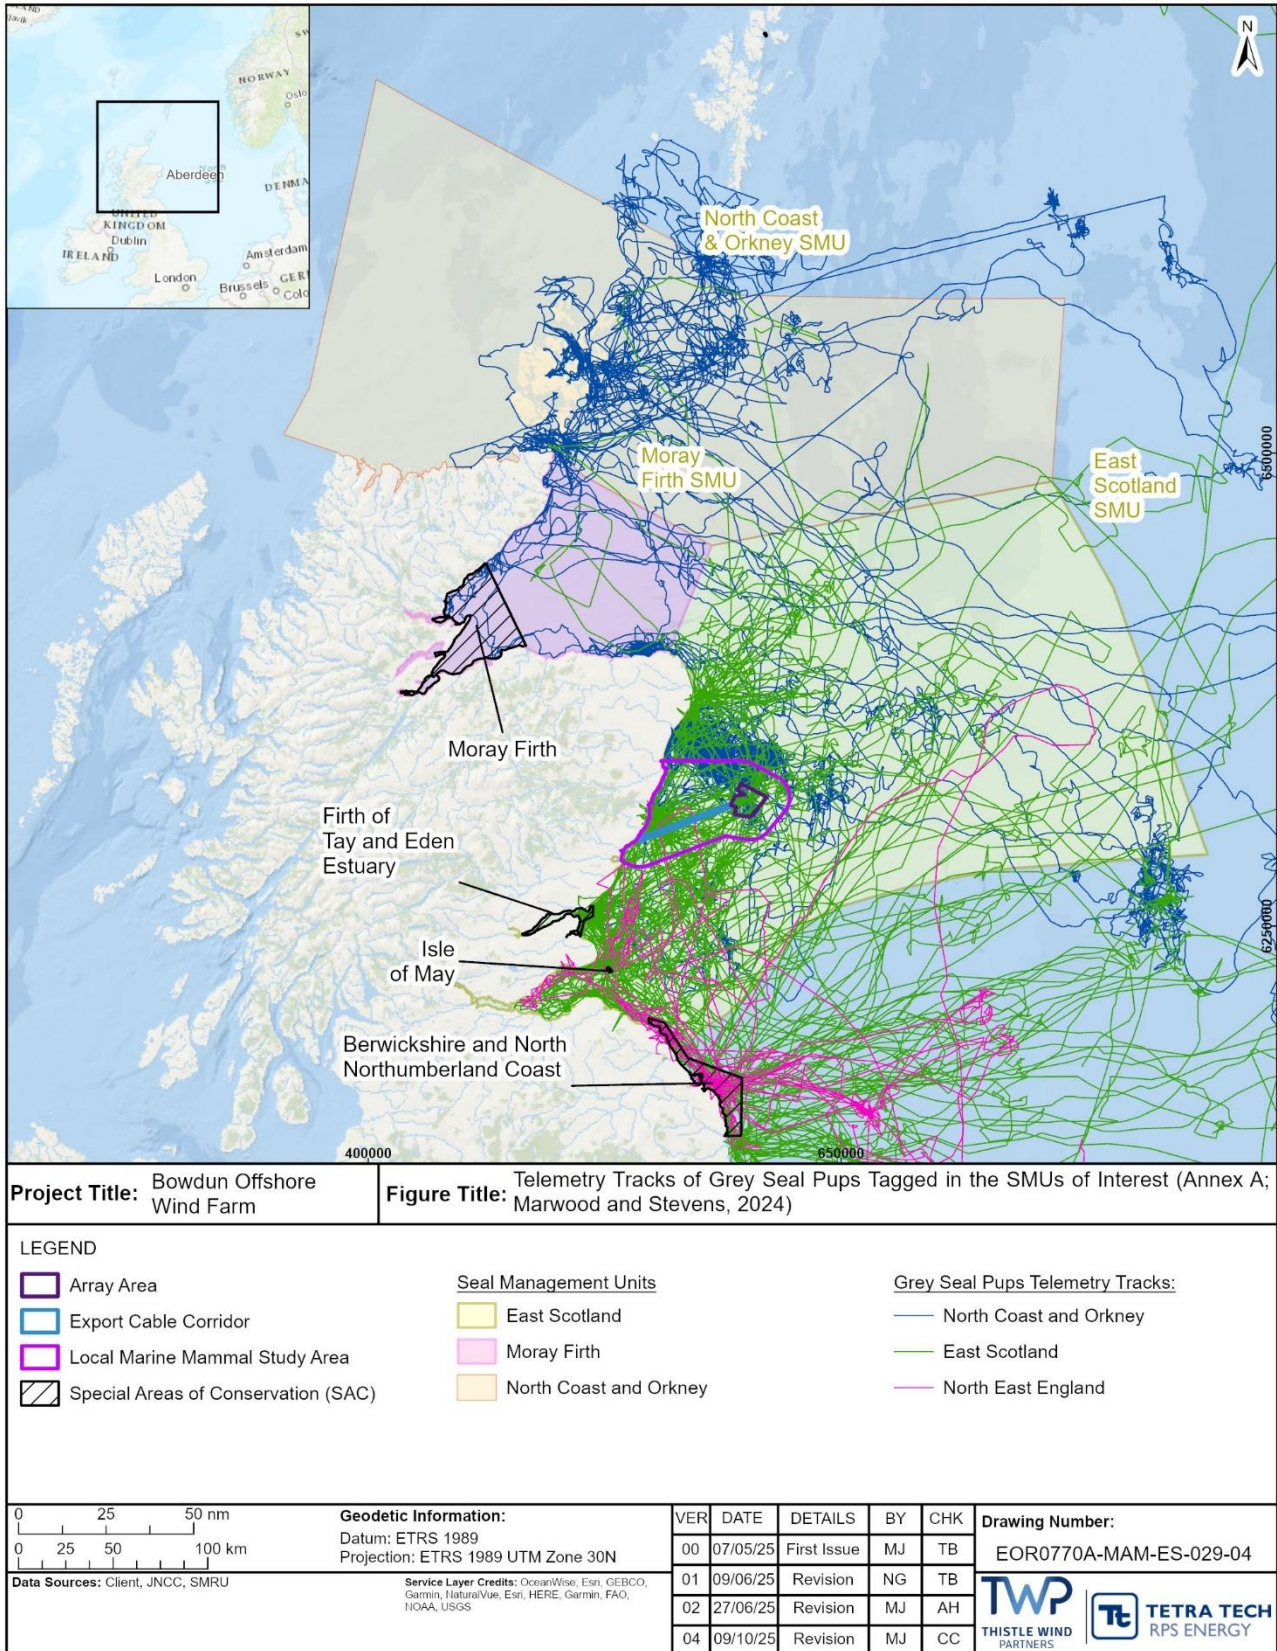 LAND
Reykjavik
SW
NORWAY
Oslo
Aberdeen
DENMA
UNITED
KINGDOM
Dublin
IRELAND
Amsterdam
London
GER
Brussels
Colo
N
North Coast
& Orkney SMU
Moray
Firth SMU
East
Scotland
SMU
6500000
Moray Firth
Firth of
Tay and Eden
Estuary
Isle
of May
6250000
Berwickshire and North
Northumberland Coast
400000
650000
Project Title: Bowdun Offshore
Wind Farm
Figure Title: Telemetry Tracks of Grey Seal Pups Tagged in the SMUs of Interest (Annex A;
Marwood and Stevens, 2024)
LEGEND
Array Area
Export Cable Corridor
Local Marine Mammal Study Area
Special Areas of Conservation (SAC)
Seal Management Units
East Scotland
Moray Firth
North Coast and Orkney
Grey Seal Pups Telemetry Tracks:
North Coast and Orkney
East Scotland
North East England
0 25 50 nm
0 25 50 100 km
Geodetic Information:
Datum: ETRS 1989
Projection: ETRS 1989 UTM Zone 30N
Data Sources: Client, JNCC, SMRU
Service Layer Credits: OceanWise, Esri, GEBCO,
Garmin, NaturalVue, Esri, HERE, Garmin, FAO,
NOAA, USGS
VER DATE DETAILS BY CHK
00 07/05/25 First Issue MJ TB
01 09/06/25 Revision NG TB
02 27/06/25 Revision MJ AH
04 09/10/25 Revision MJ CC
Drawing Number:
EOR0770A-MAM-ES-029-04
TWP
THISTLE WIND
PARTNERS
Tt
TETRA TECH
RPS ENERGY